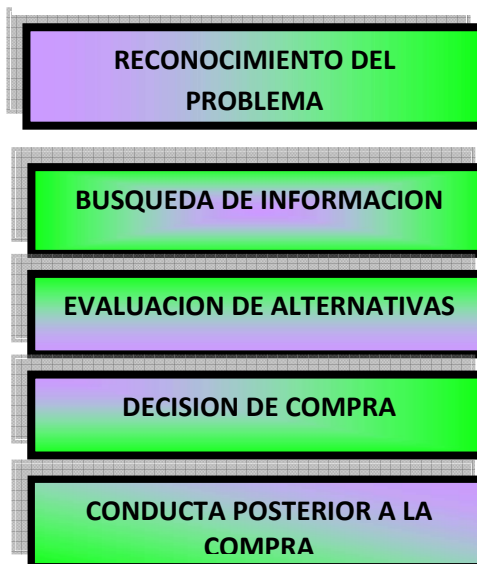 RECONOCIMIENTO DEL
PROBLEMA
BUSQUEDA DE INFORMACION
EVALUACION DE ALTERNATIVAS
DECISION DE COMPRA
CONDUCTA POSTERIOR A LA
COMPRA